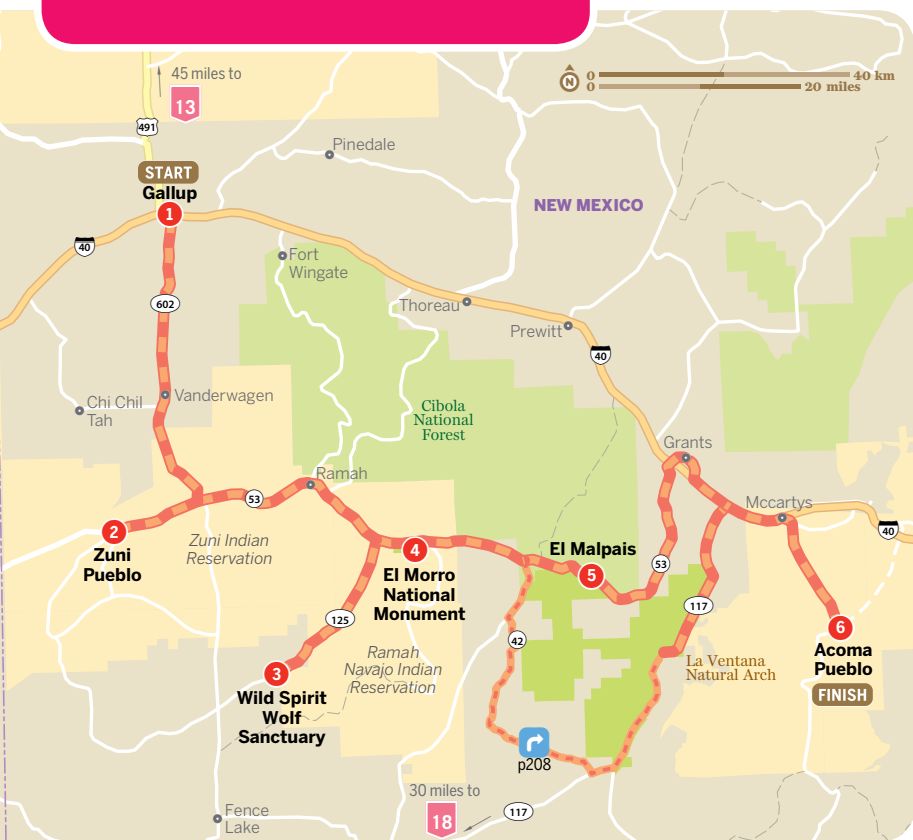 45 miles to
13
N
0
40 km
0
20 miles
491
Pinedale
START
Gallup
1
NEW MEXICO
40
Fort
Wingate
Thoreau
602
Prewitt
40
Chi Chil
Tah
Vanderwagen
Cibola
National
Forest
Grants
Ramah
53
Mccartys
2
Zuni
Pueblo
Zuni Indian
Reservation
40
4
El Morro
National
Monument
El Malpais
5
53
125
117
42
6
Acoma
Pueblo
FINISH
Ramah
Navajo Indian
Reservation
La Ventana
Natural Arch
3
Wild Spirit
Wolf
Sanctuary
p208
30 miles to
18
117
Fence
Lake